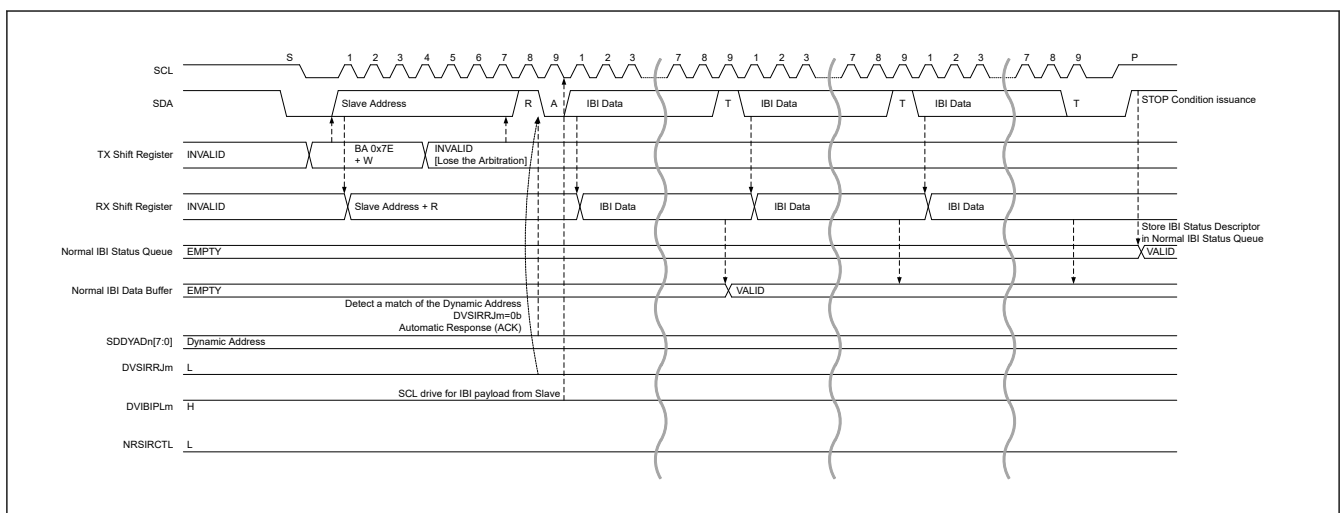 S 1 2 3 4 5 6 7 8 9 1 2 3 7 8 9 1 2 3 7 8 9 1 2 3 7 8 9 P
SCL
SDA Slave Address R A IBI Data T IBI Data T IBI Data T STOP Condition issuance
TX Shift Register INVALID BA 0x7E
+ W INVALID
[Lose the Arbitration]
RX Shift Register INVALID Slave Address + R IBI Data IBI Data IBI Data
Store IBI Status Descriptor
in Normal IBI Status Queue
Normal IBI Status Queue EMPTY VALID
Normal IBI Data Buffer EMPTY VALID
Detect a match of the Dynamic Address
DVSIRRJm=0b
Automatic Response (ACK)
SDDYADn[7:0] Dynamic Address
DVSIRRJm L
SCL drive for IBI payload from Slave
DVIBIPLm H
NRSIRCTL L